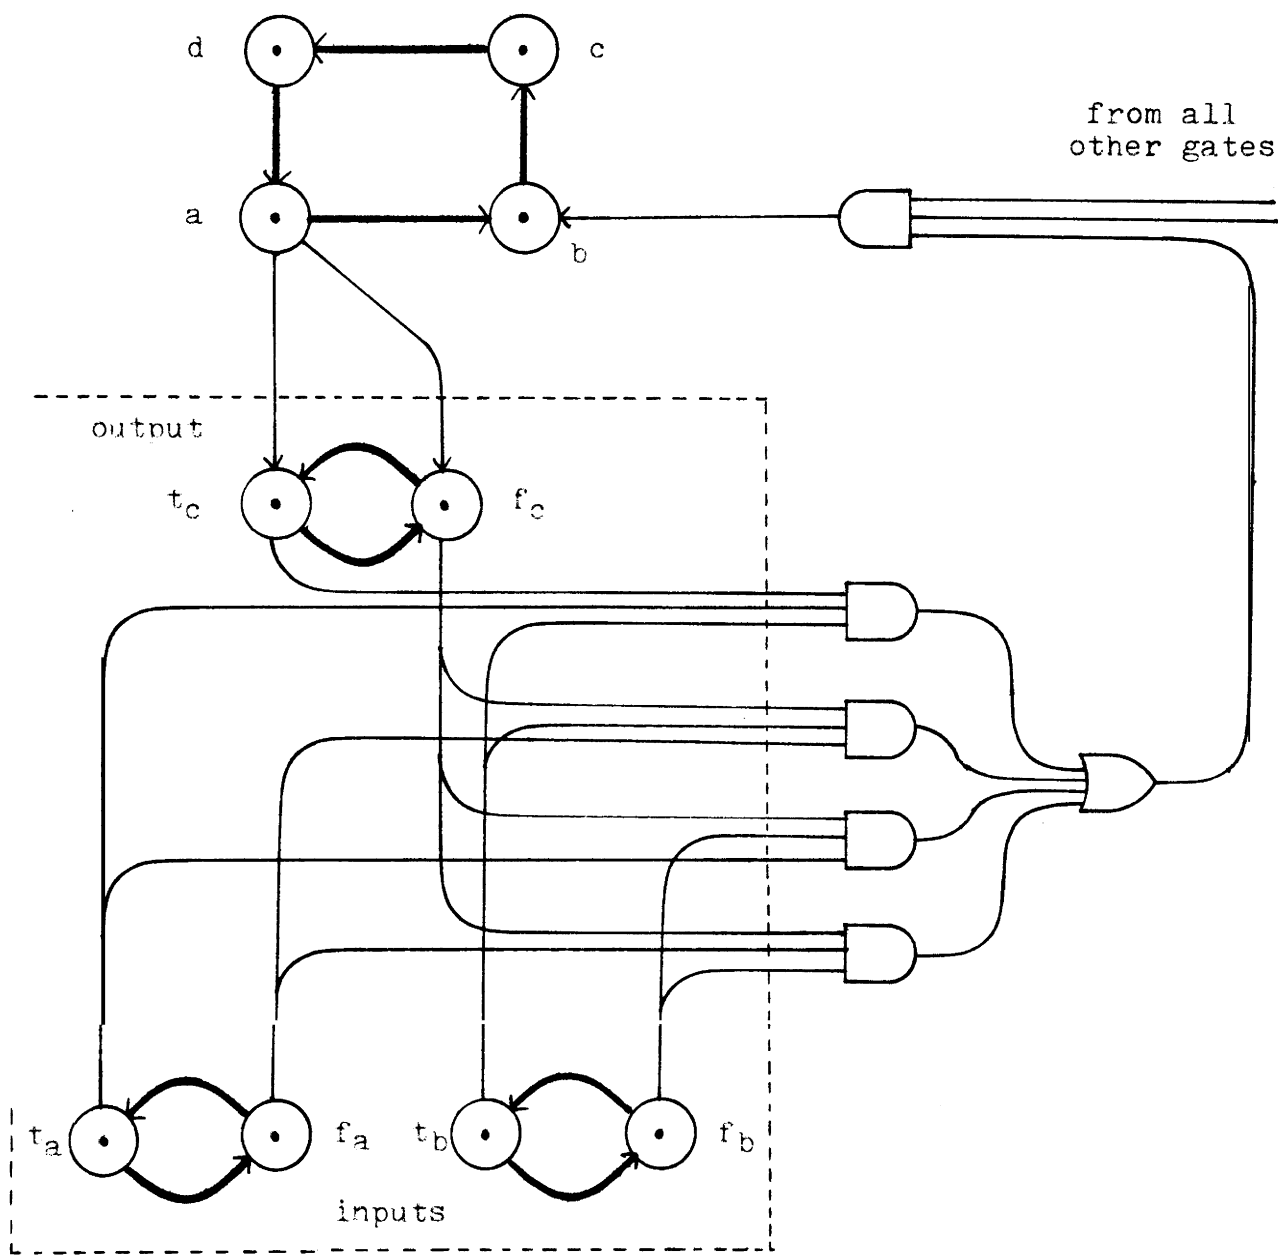 d
c
from all
other gates
a
b
output
t_c
f_c
t_a
f_a
t_b
f_b
inputs